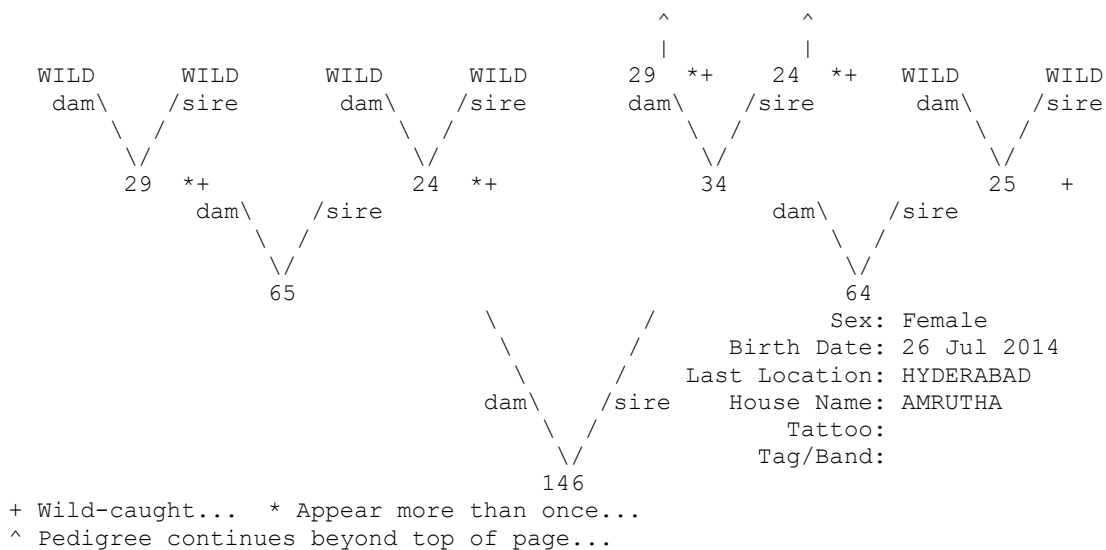 ^ ^
| |
WILD WILD WILD WILD 29 *+ 24 *+ WILD WILD
dam\ /sire dam\ /sire dam\ /sire dam\ /sire
\ / \ / \ / \ /
\/ \/ \/ \/
29 *+ 24 *+ 34 25 +
dam\ /sire dam\ /sire
\ / \ /
\/ \/
65 64
\ / Sex: Female
\ / Birth Date: 26 Jul 2014
\ / Last Location: HYDERABAD
dam\ /sire House Name: AMRUTHA
\ / Tattoo:
\/ Tag/Band:
146
+ Wild-caught... * Appear more than once...
^ Pedigree continues beyond top of page...